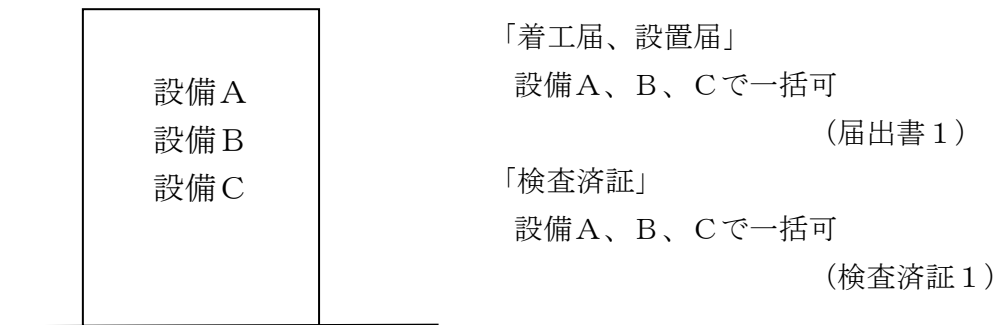 設備Ａ
設備Ｂ
設備Ｃ
「着工届、設置届」
設備Ａ、Ｂ、Ｃで一括可
（届出書１）
「検査済証」
設備Ａ、Ｂ、Ｃで一括可
（検査済証１）